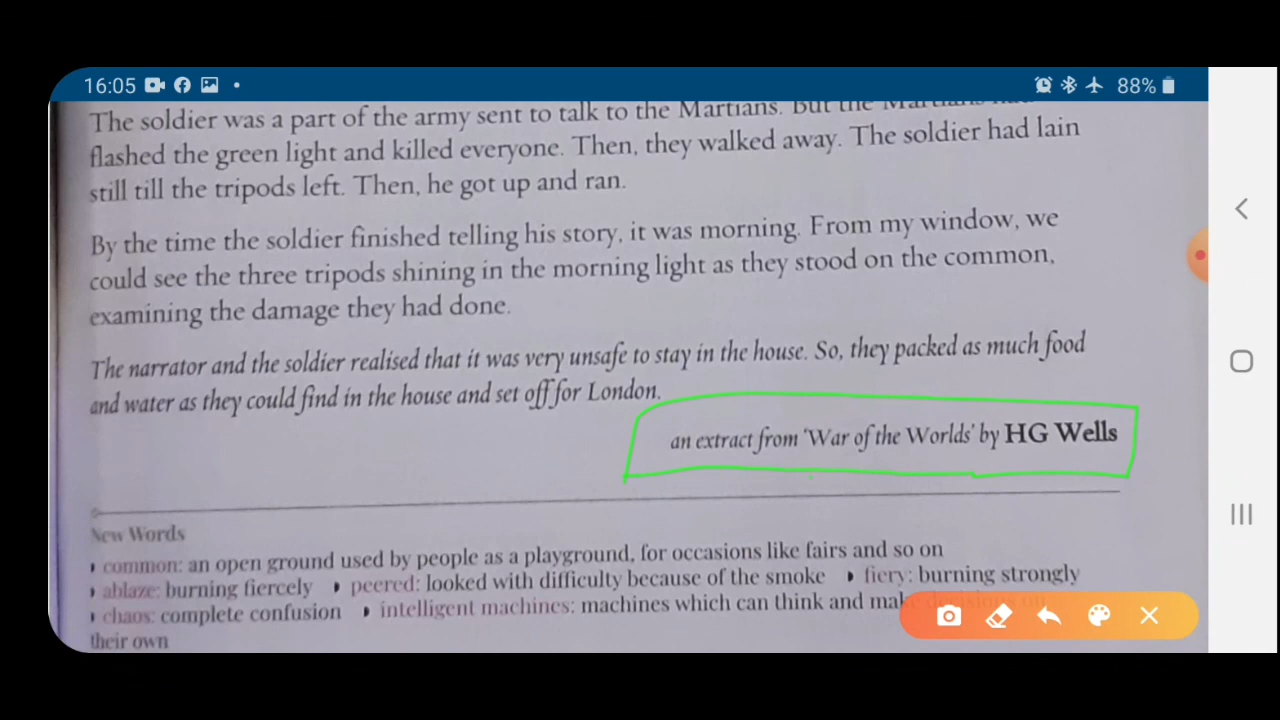 16:05
88%
The soldier was a part of the army sent to talk to the Martians. But the Martians
flashed the green light and killed everyone. Then, they walked away. The soldier had lain
still till the tripods left. Then, he got up and ran.
By the time the soldier finished telling his story, it was morning. From my window, we
could see the three tripods shining in the morning light as they stood on the common,
examining the damage they had done.
The narrator and the soldier realised that it was very unsafe to stay in the house. So, they packed as much food
and water as they could find in the house and set off for London.
an extract from 'War of the Worlds' by HG Wells
New Words
common: an open ground used by people as a playground, for occasions like fairs and so on
ablaze: burning fiercely peered: looked with difficulty because of the smoke fiery: burning strongly
chaos: complete confusion intelligent machines: machines which can think and make decisions on
their own